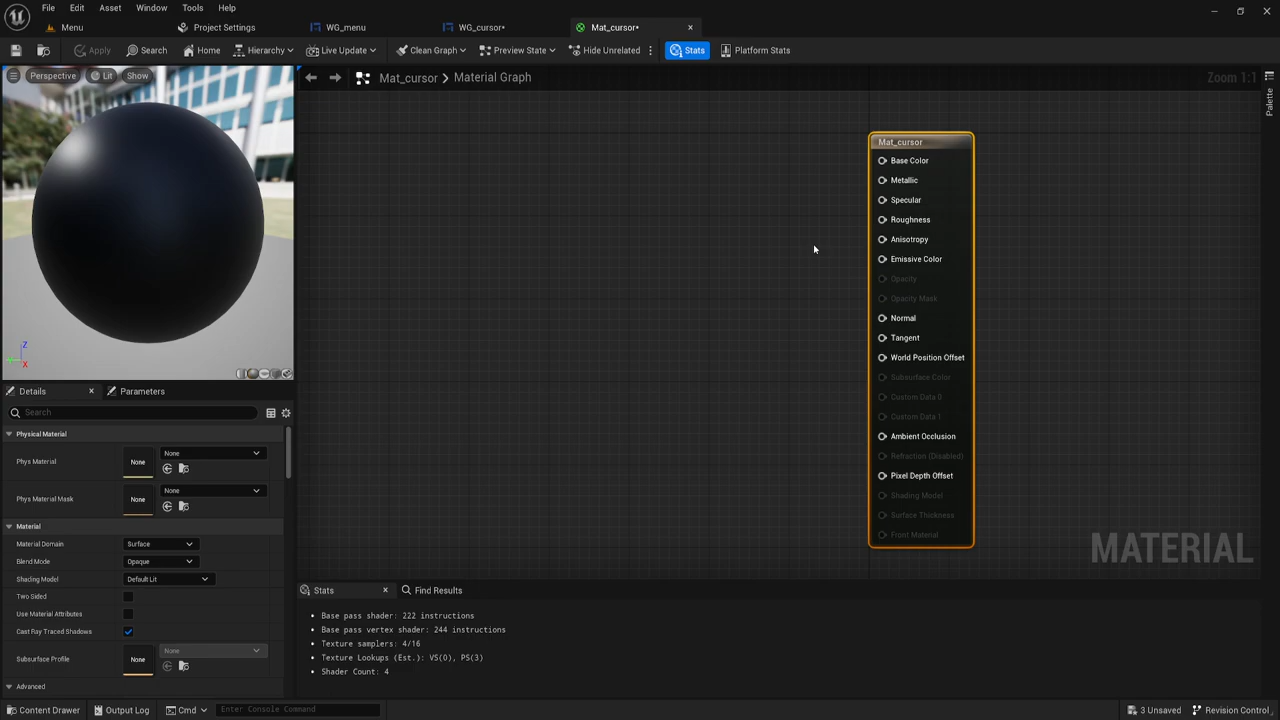 File Edit Asset Window Tools Help
Menu Project Settings WG_menu WG_cursor* Mat_cursor*
Apply Search Home Hierarchy Live Update Clean Graph Preview State Hide Unrelated Stats Platform Stats
Perspective Lit Show
Mat_cursor > Material Graph
Zoom 1:1
Palette
Mat_cursor
Base Color
Metallic
Specular
Roughness
Anisotropy
Emissive Color
Opacity
Opacity Mask
Normal
Tangent
World Position Offset
Subsurface Color
Custom Data 0
Custom Data 1
Ambient Occlusion
Refraction (Disabled)
Pixel Depth Offset
Shading Model
Surface Thickness
Front Material
MATERIAL
Z
X
Details Parameters
Search
Physical Material
Phys Material None None
Phys Material Mask None None
Material
Material Domain Surface
Blend Mode Opaque
Shading Model Default Lit
Two Sided
Use Material Attributes
Cast Ray Traced Shadows
Subsurface Profile None None
Advanced
Stats Find Results
• Base pass shader: 222 instructions
• Base pass vertex shader: 244 instructions
• Texture samplers: 4/16
• Texture Lookups (Est.): VS(0), PS(3)
• Shader Count: 4
Content Drawer Output Log Cmd Enter Console Command 3 Unsaved Revision Control